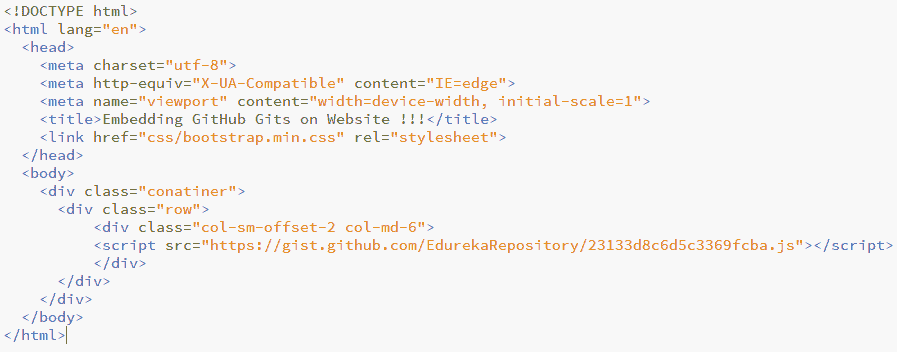 <!DOCTYPE html>
<html lang="en">
  <head>
    <meta charset="utf-8">
    <meta http-equiv="X-UA-Compatible" content="IE=edge">
    <meta name="viewport" content="width=device-width, initial-scale=1">
    <title>Embedding GitHub Gits on Website !!!</title>
    <link href="css/bootstrap.min.css" rel="stylesheet">
  </head>
  <body>
    <div class="conatiner">
      <div class="row">
          <div class="col-sm-offset-2 col-md-6">
          <script src="https://gist.github.com/EdurekaRepository/23133d8c6d5c3369fcba.js"></script>
          </div>
      </div>
    </div>
  </body>
</html>